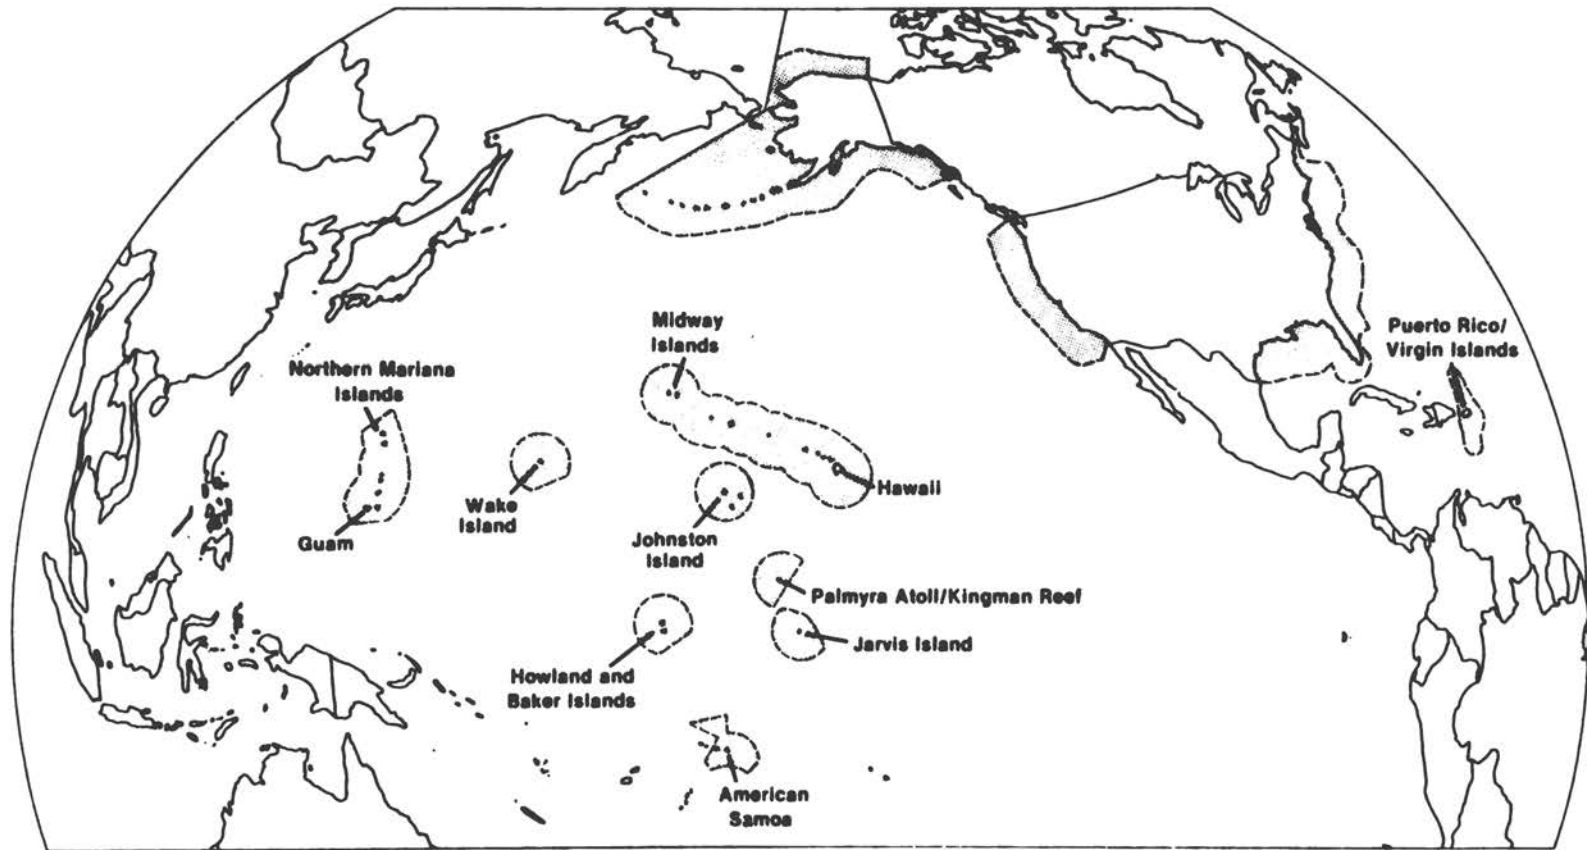 Midway
Islands
Puerto Rico/
Virgin Islands
Northern Mariana
Islands
Hawaii
Wake
Island
Guam
Johnston
Island
Palmyra Atoll/Kingman Reef
Jarvis Island
Howland and
Baker Islands
American
Samoa